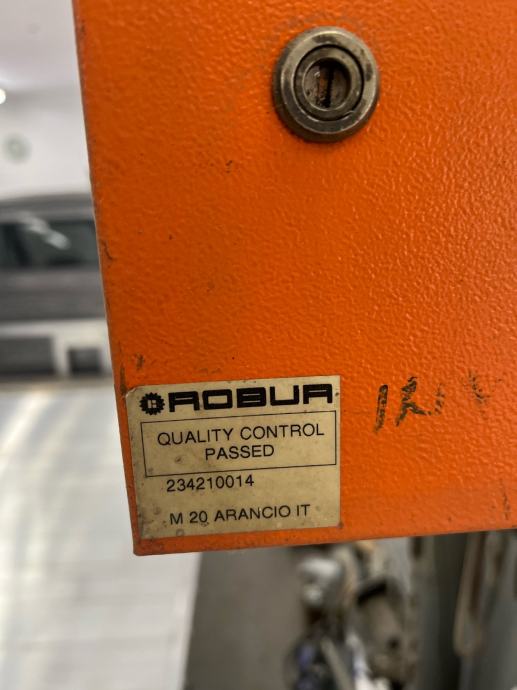 ROBUR
QUALITY CONTROL
PASSED
234210014
M 20 ARANCIO IT